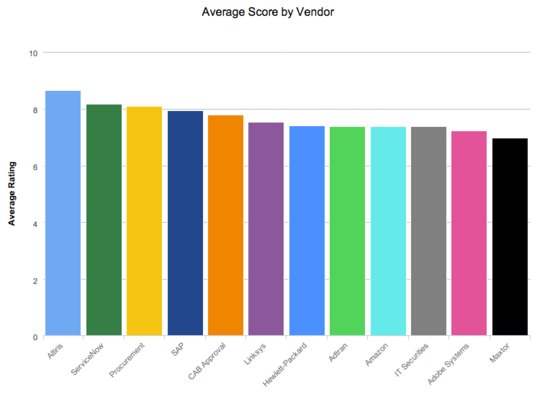 Average Score by Vendor
10
8
6
4
2
0
Average Rating
Altiris
ServiceNow
Procurement
SAP
CAB Approval
Linksys
Hewlett-Packard
Adtran
Amazon
IT Securities
Adobe Systems
Maxtor